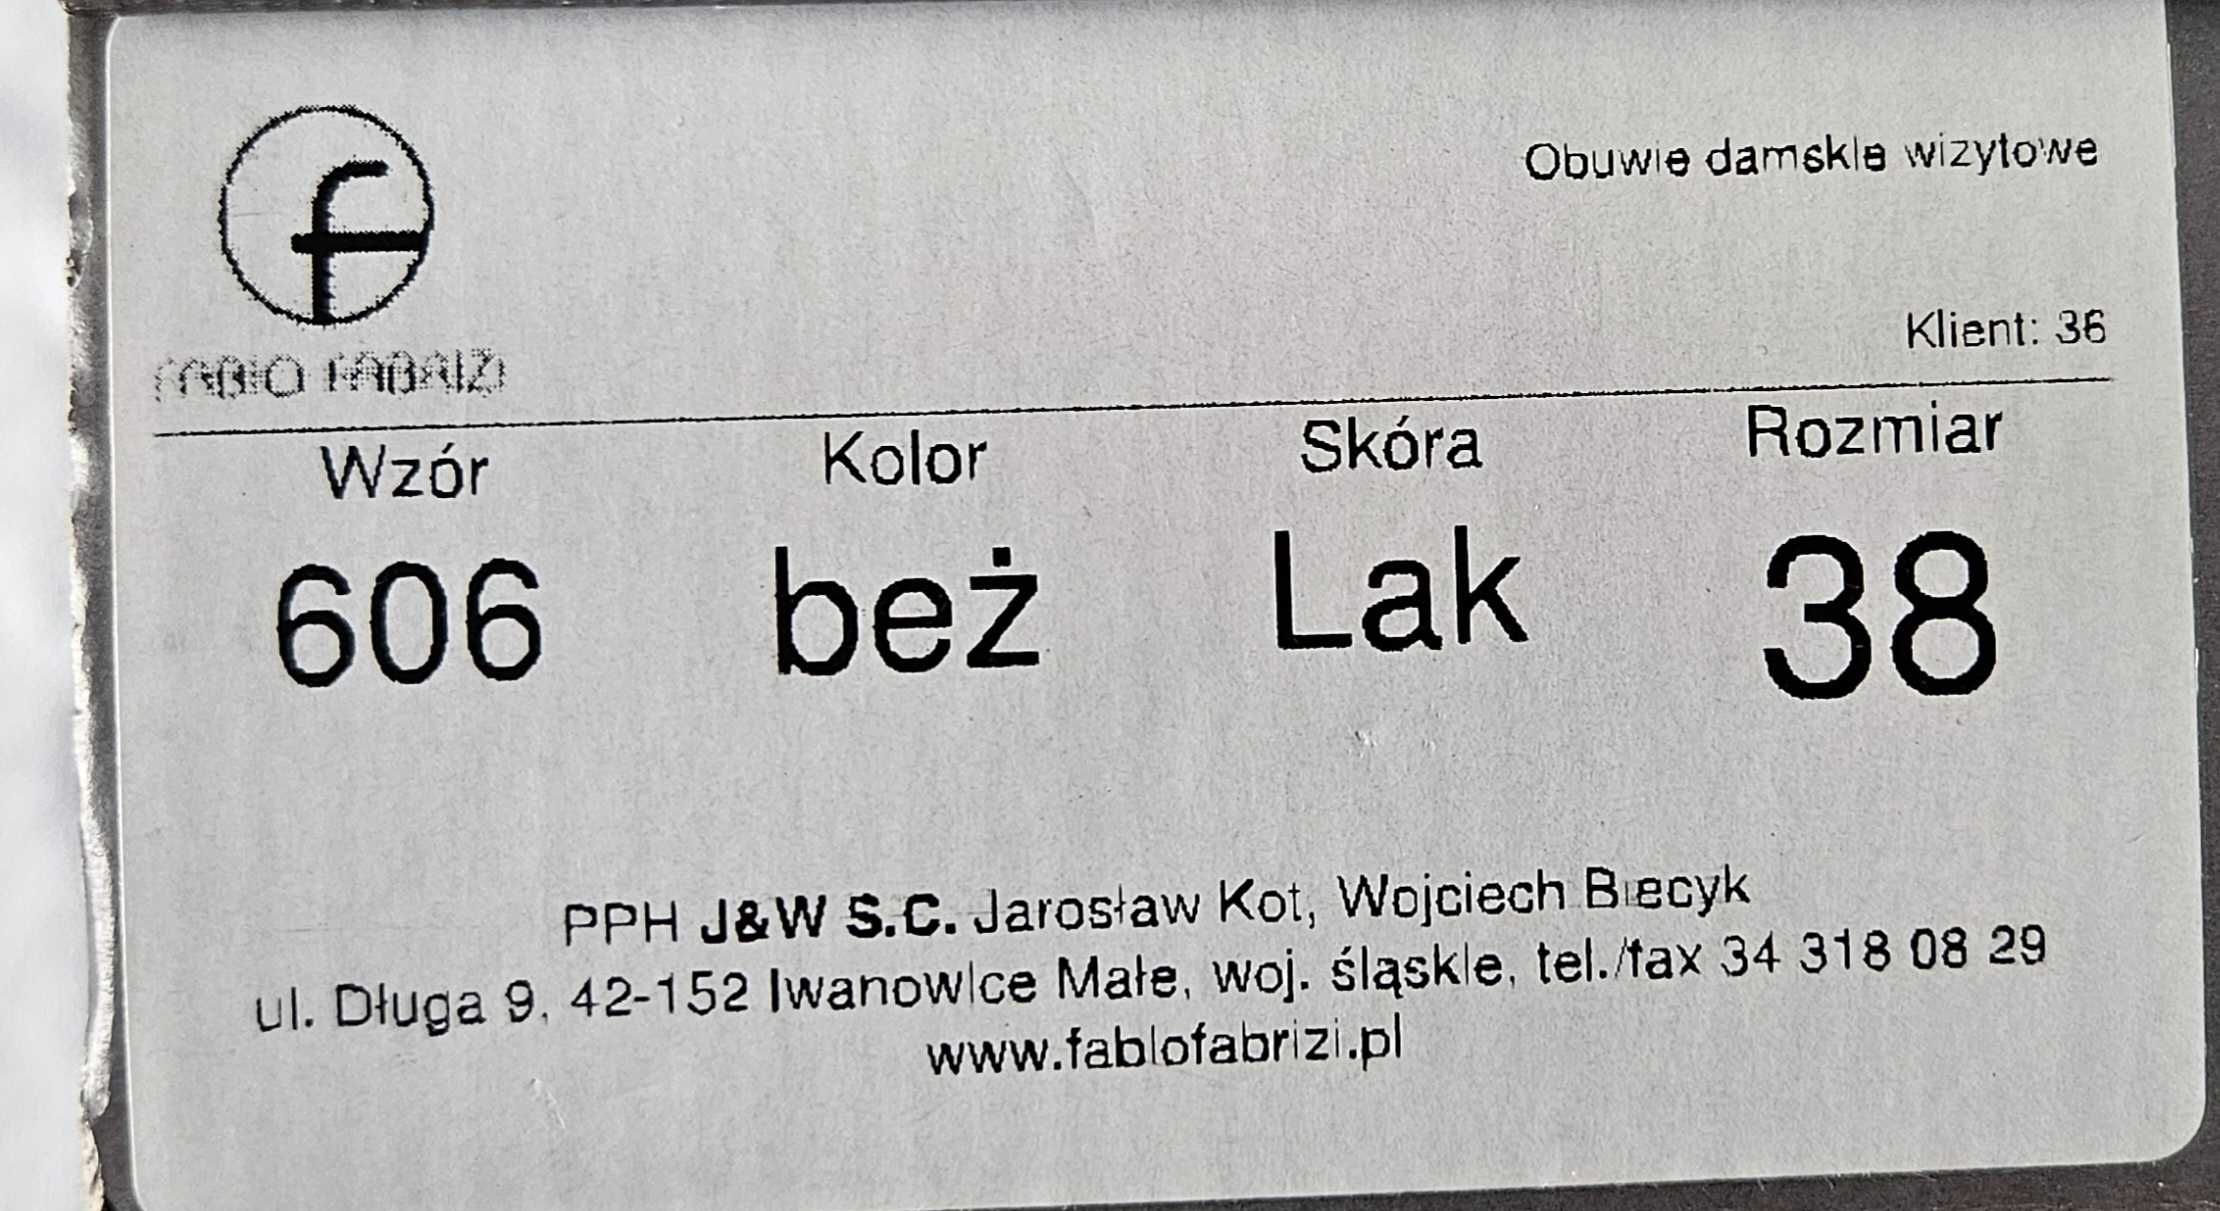 f
Obuwie damskie wizytowe
Klient: 36
FABIO FABRIZI
Wzór Kolor Skóra Rozmiar
606 beż Lak 38
PPH J&W S.C. Jarosław Kot, Wojciech Biecyk
ul. Długa 9, 42-152 Iwanowice Małe, woj. śląskie, tel./fax 34 318 08 29
www.fabiofabrizi.pl